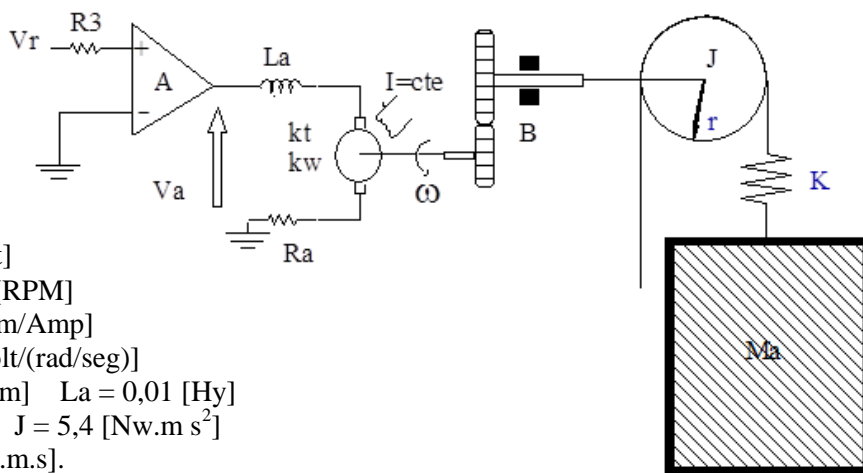 Vr
R3
A
La
I=cte
J
r
B
kt
kw
ω
K
Va
Ra
Ma
]
[RPM]
m/Amp]
lt/(rad/seg)]
m] La = 0,01 [Hy]
J = 5,4 [Nw.m s²]
.m.s].